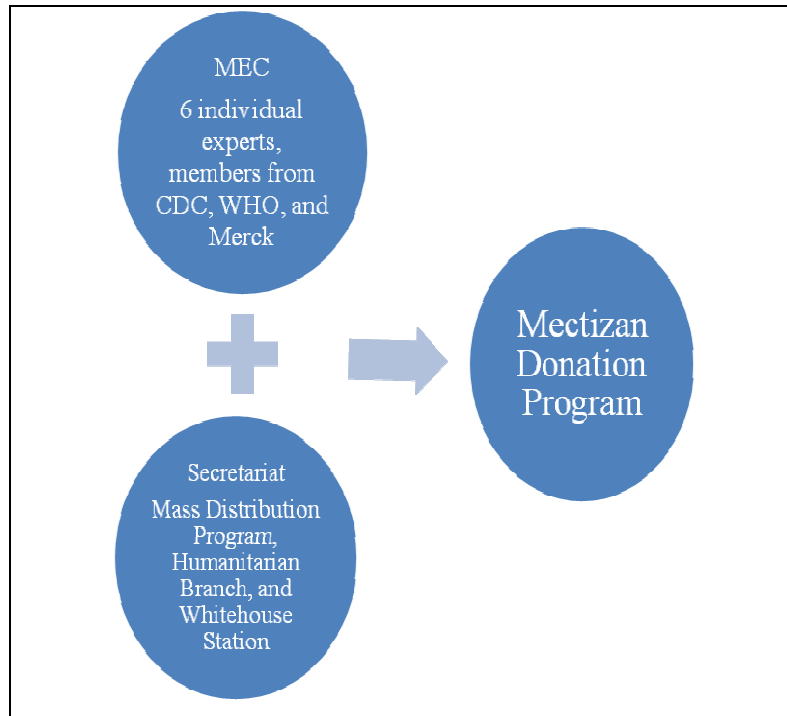 MEC
6 individual
experts,
members from
CDC, WHO, and
Merck
Secretariat
Mass Distribution
Program,
Humanitarian
Branch, and
Whitehouse
Station
Mectizan
Donation
Program